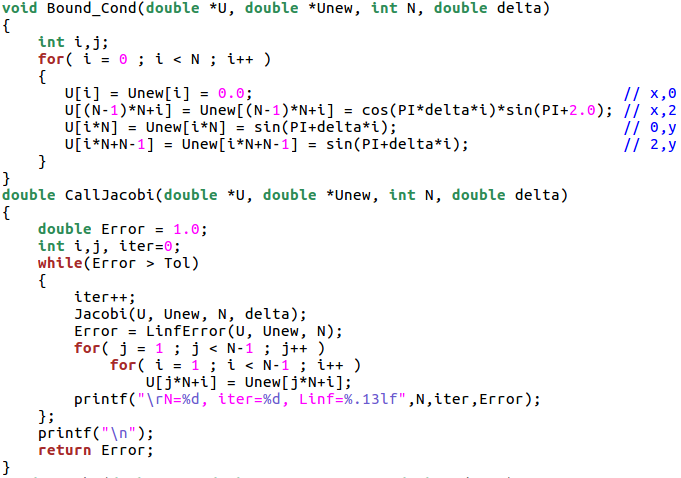 void Bound_Cond(double *U, double *Unew, int N, double delta)
{
    int i,j;
    for( i = 0 ; i < N ; i++ )
    {
       U[i] = Unew[i] = 0.0;                                         // x,0
       U[(N-1)*N+i] = Unew[(N-1)*N+i] = cos(PI*delta*i)*sin(PI+2.0); // x,2
       U[i*N] = Unew[i*N] = sin(PI+delta*i);                         // 0,y
       U[i*N+N-1] = Unew[i*N+N-1] = sin(PI+delta*i);                 // 2,y
    }
}
double CallJacobi(double *U, double *Unew, int N, double delta)
{
    double Error = 1.0;
    int i,j, iter=0;
    while(Error > Tol)
    {
        iter++;
        Jacobi(U, Unew, N, delta);
        Error = LinfError(U, Unew, N);
        for( j = 1 ; j < N-1 ; j++ )
            for( i = 1 ; i < N-1 ; i++ )
                U[j*N+i] = Unew[j*N+i];
        printf("\rN=%d, iter=%d, Linf=%.13lf",N,iter,Error);
    };
    printf("\n");
    return Error;
}